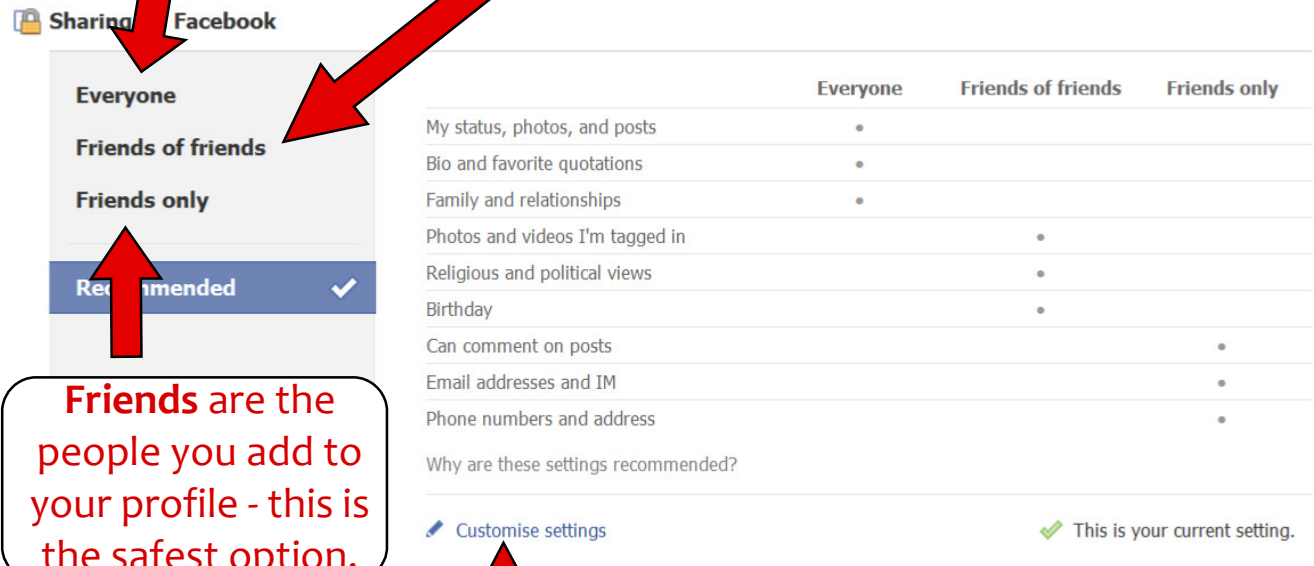 Sharing Facebook
Everyone
Friends of friends
Friends only
Recommended
Everyone Friends of friends Friends only
My status, photos, and posts •
Bio and favorite quotations •
Family and relationships •
Photos and videos I'm tagged in •
Religious and political views •
Birthday •
Can comment on posts •
Email addresses and IM •
Phone numbers and address •
Why are these settings recommended?
Customise settings
This is your current setting.
Friends are the
people you add to
your profile - this is
the safest option.